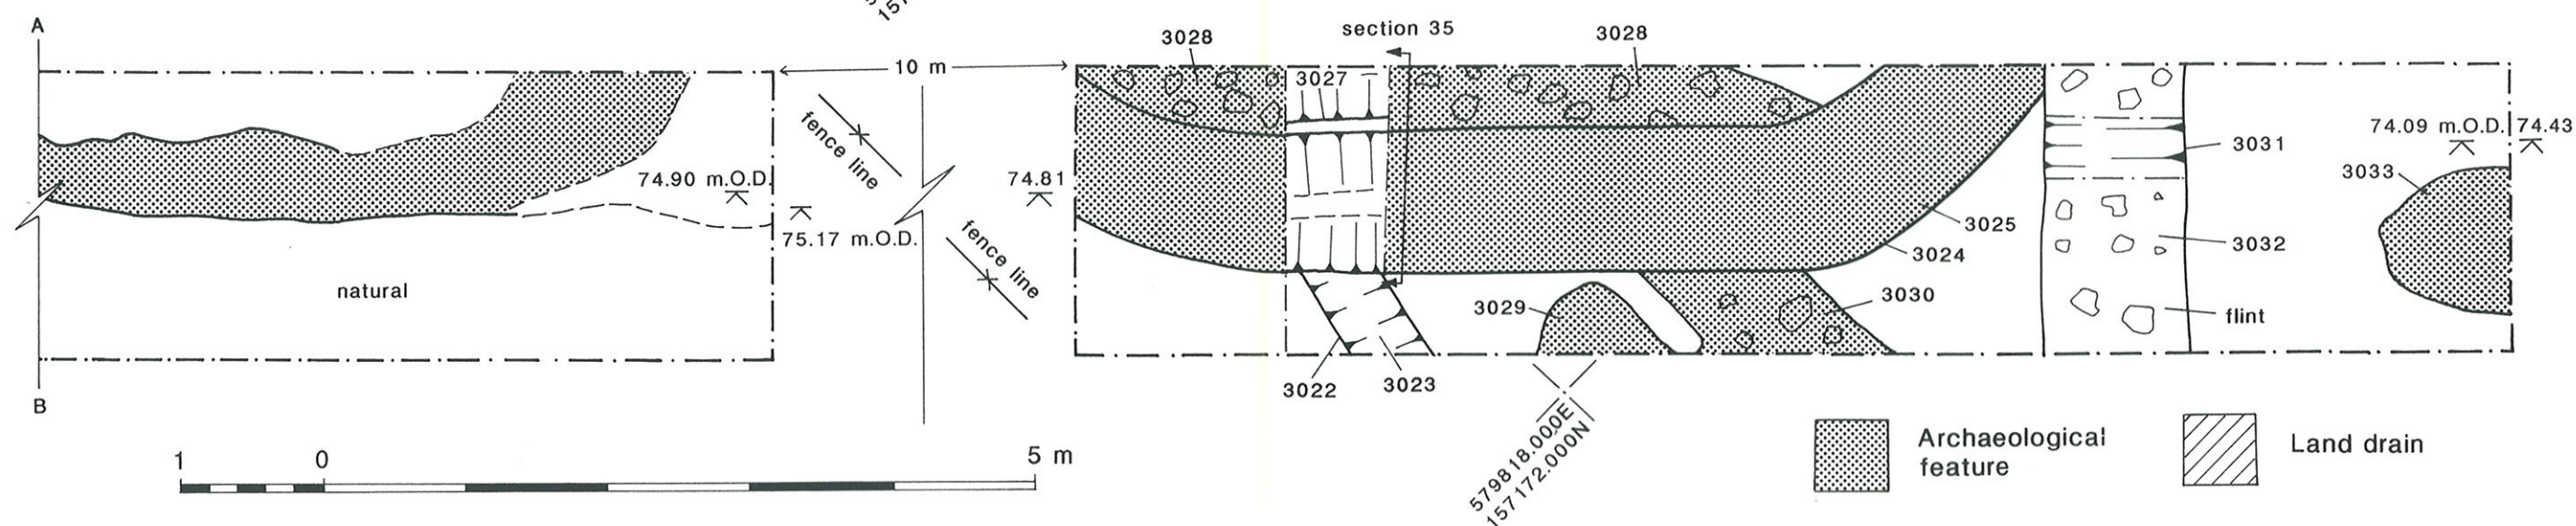 A
3028
section 35
3028
10 m
3027
fence line
74.90 m.O.D.
75.17 m.O.D.
natural
fence line
74.81
74.09 m.O.D.
74.43
3031
3033
3025
3024
3032
3030
3029
flint
3022
3023
B
579818.000E
157172.000N
1
0
5 m
Archaeological
feature
Land drain